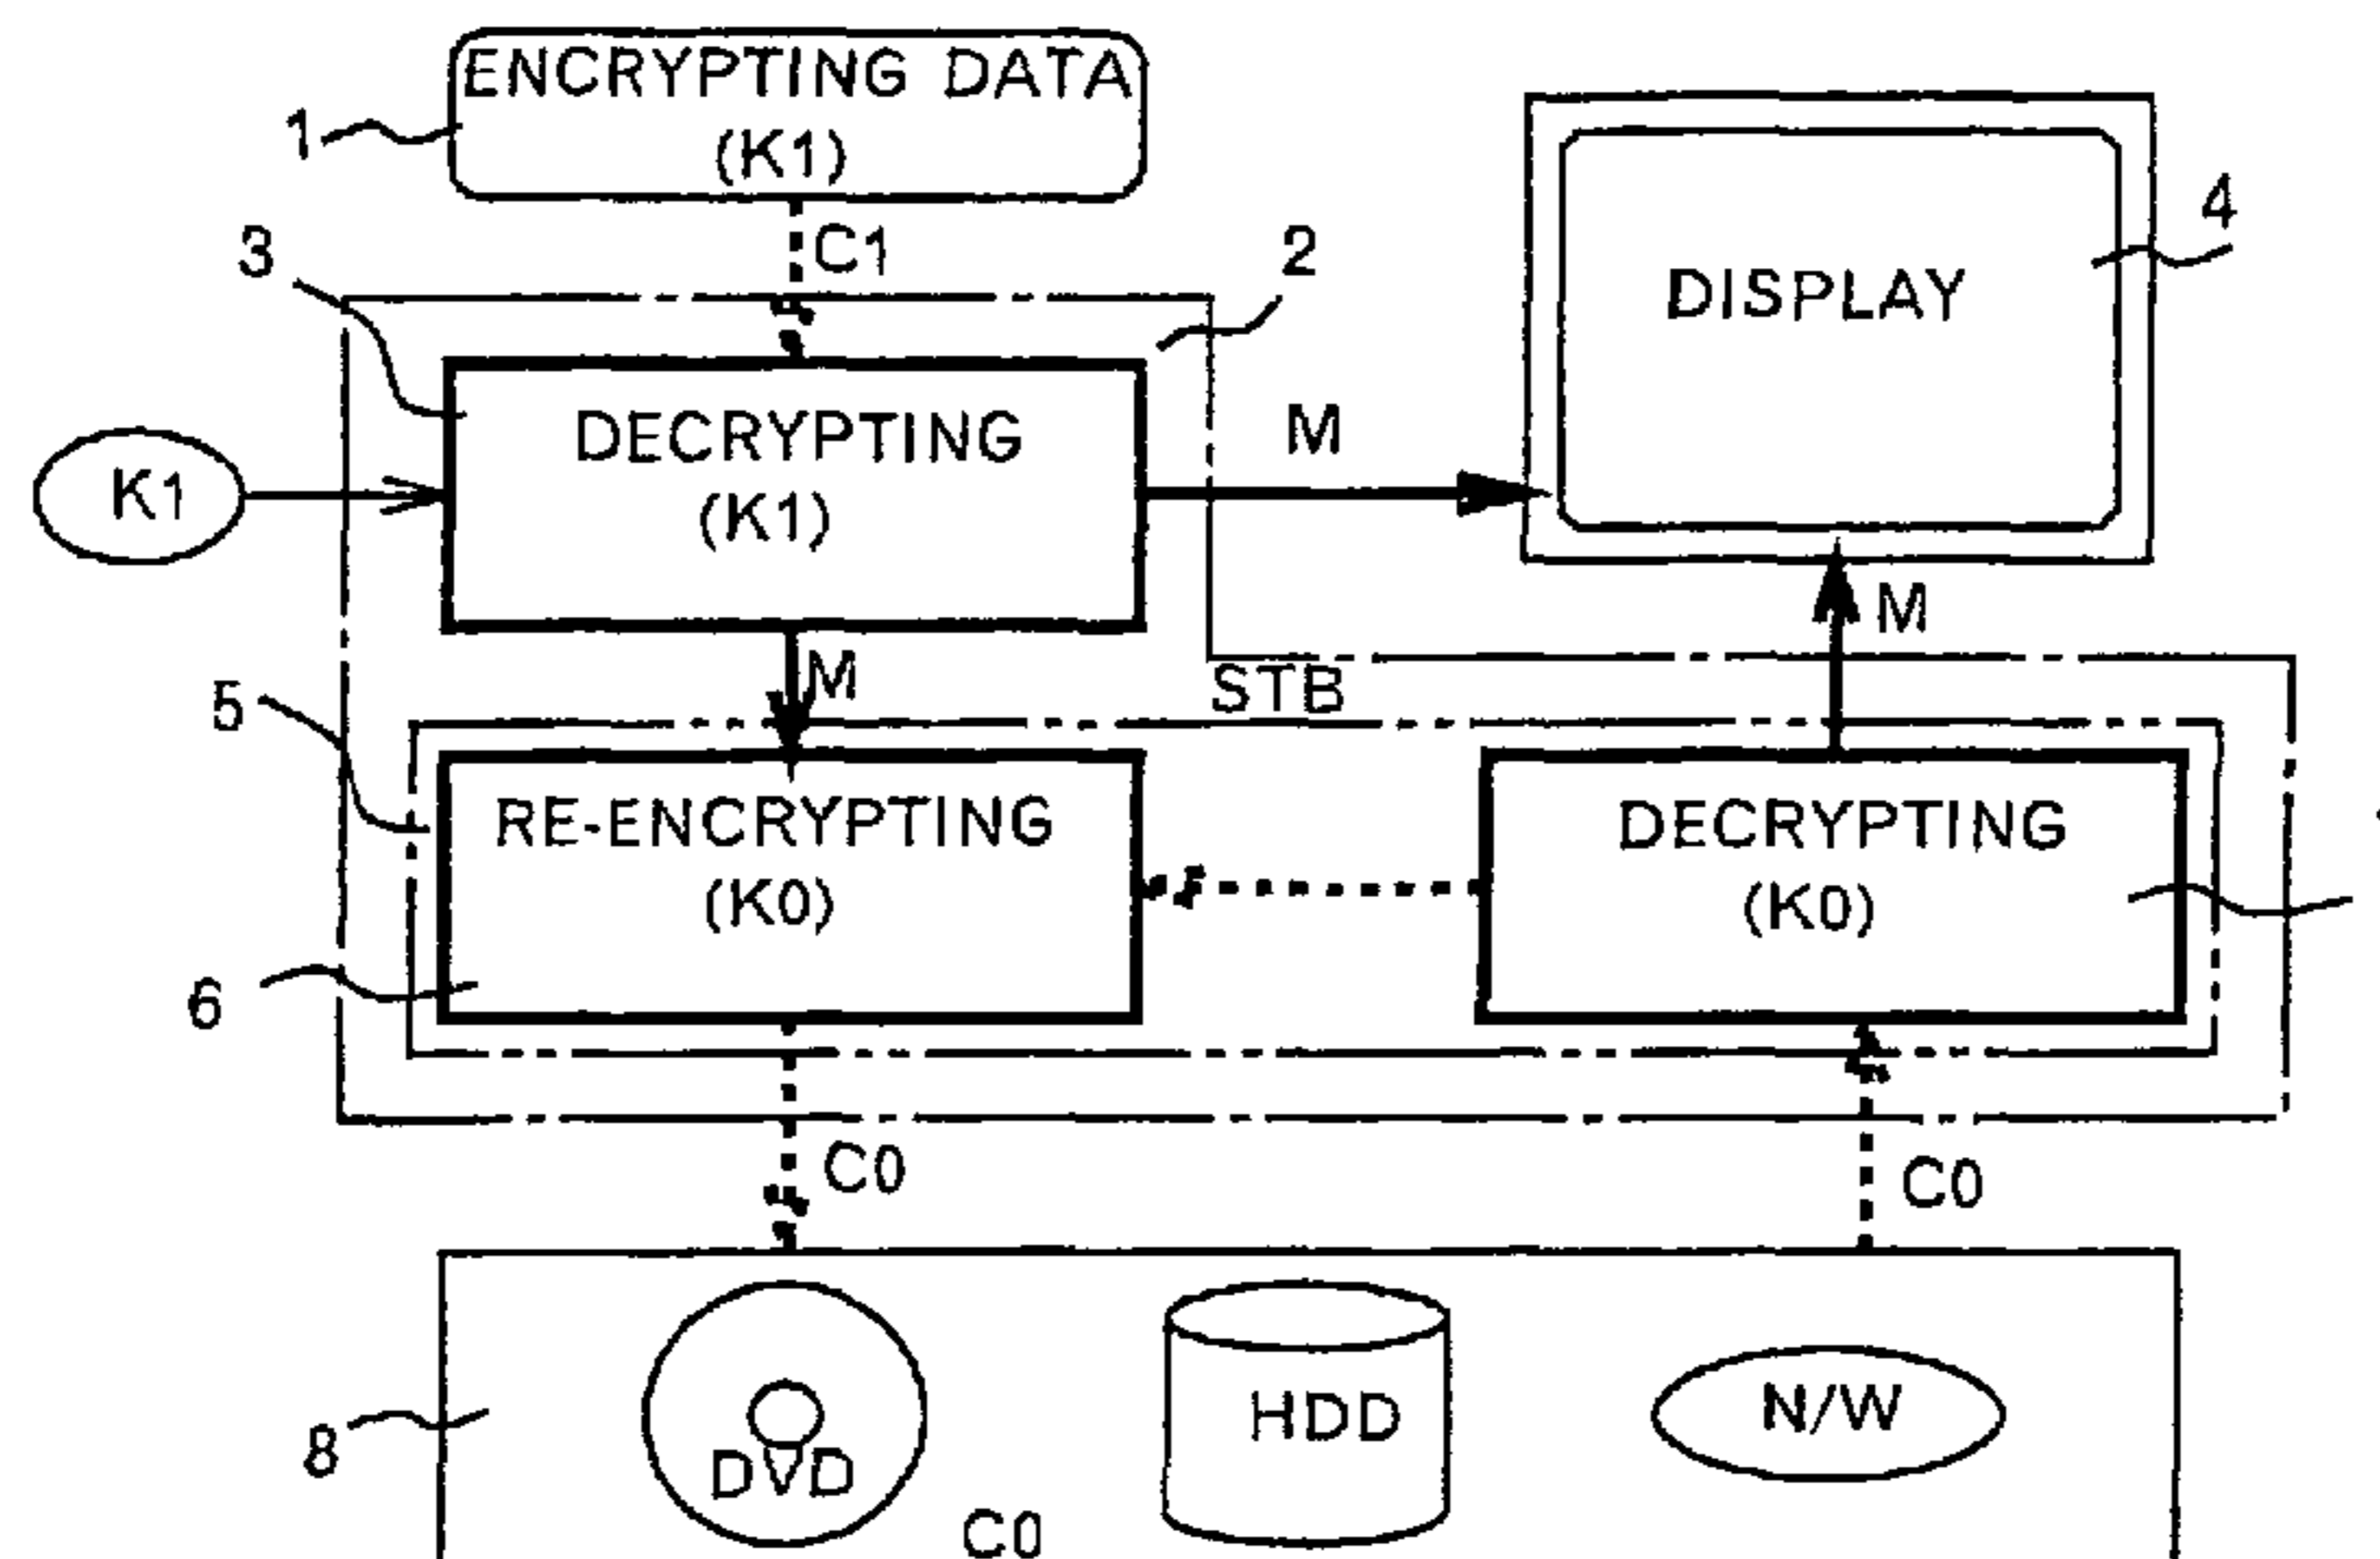 ENCRYPTING DATA
(K1)
1
C1
3
2
4
DISPLAY
DECRYPTING
(K1)
K1
M
M
M
STB
5
RE-ENCRYPTING
(K0)
DECRYPTING
(K0)
6
C0
C0
8
DVD
HDD
N/W
C0